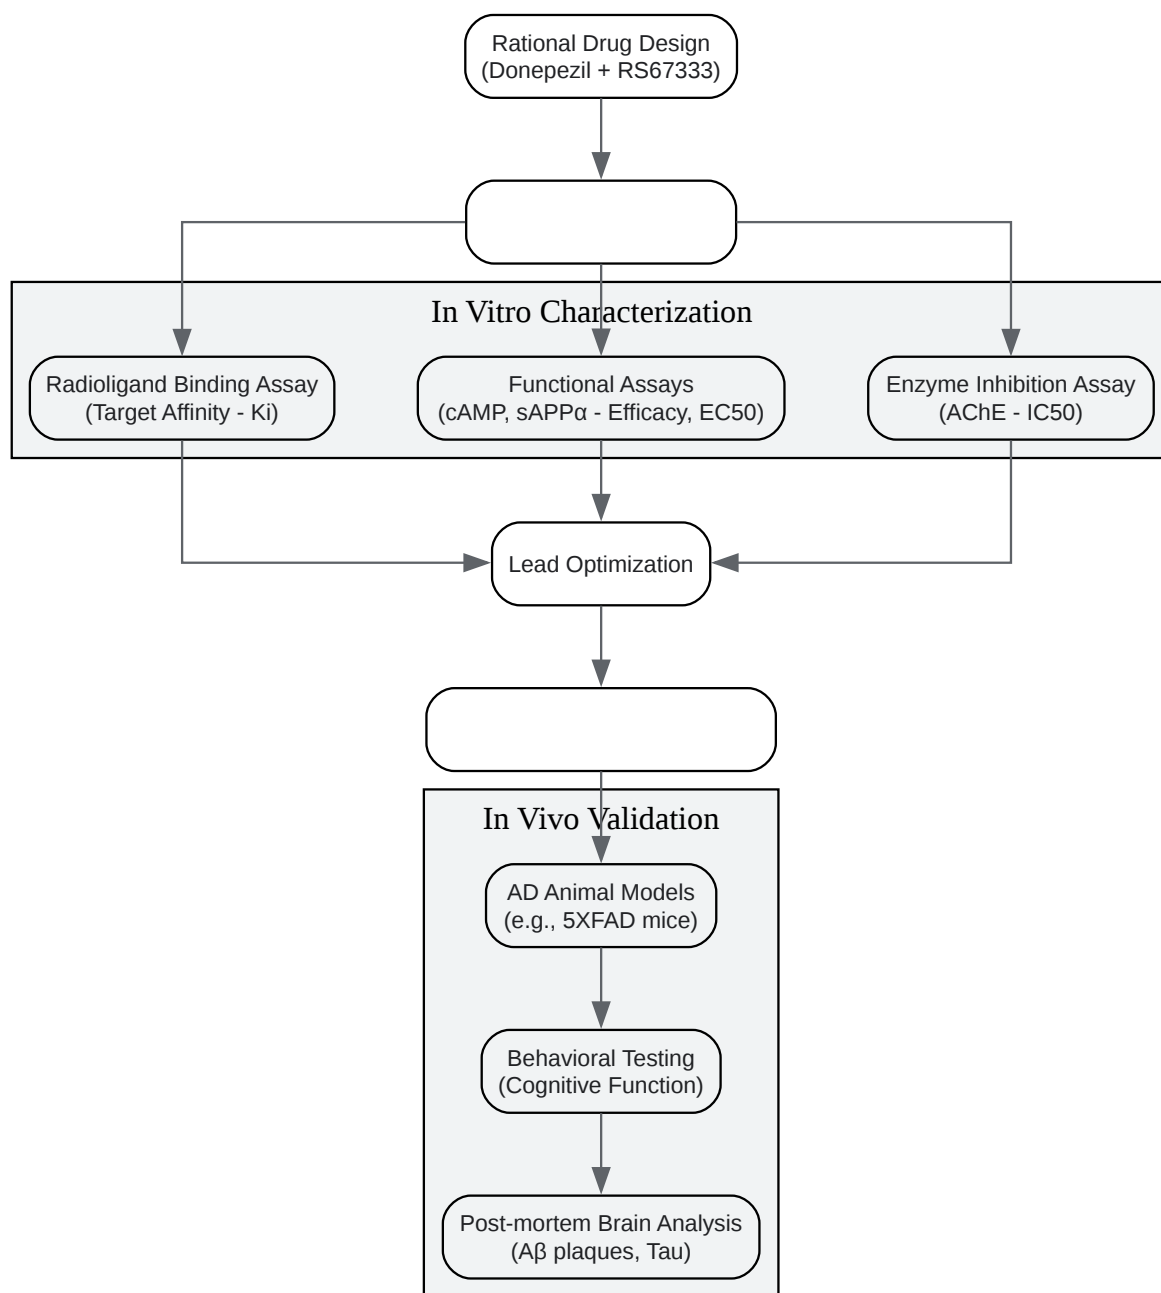 Rational Drug Design
(Donepezil + RS67333)
In Vitro Characterization
Radioligand Binding Assay
(Target Affinity - Ki)
Functional Assays
(cAMP, sAPPα - Efficacy, EC50)
Enzyme Inhibition Assay
(AChE - IC50)
Lead Optimization
In Vivo Validation
AD Animal Models
(e.g., 5XFAD mice)
Behavioral Testing
(Cognitive Function)
Post-mortem Brain Analysis
(Aβ plaques, Tau)